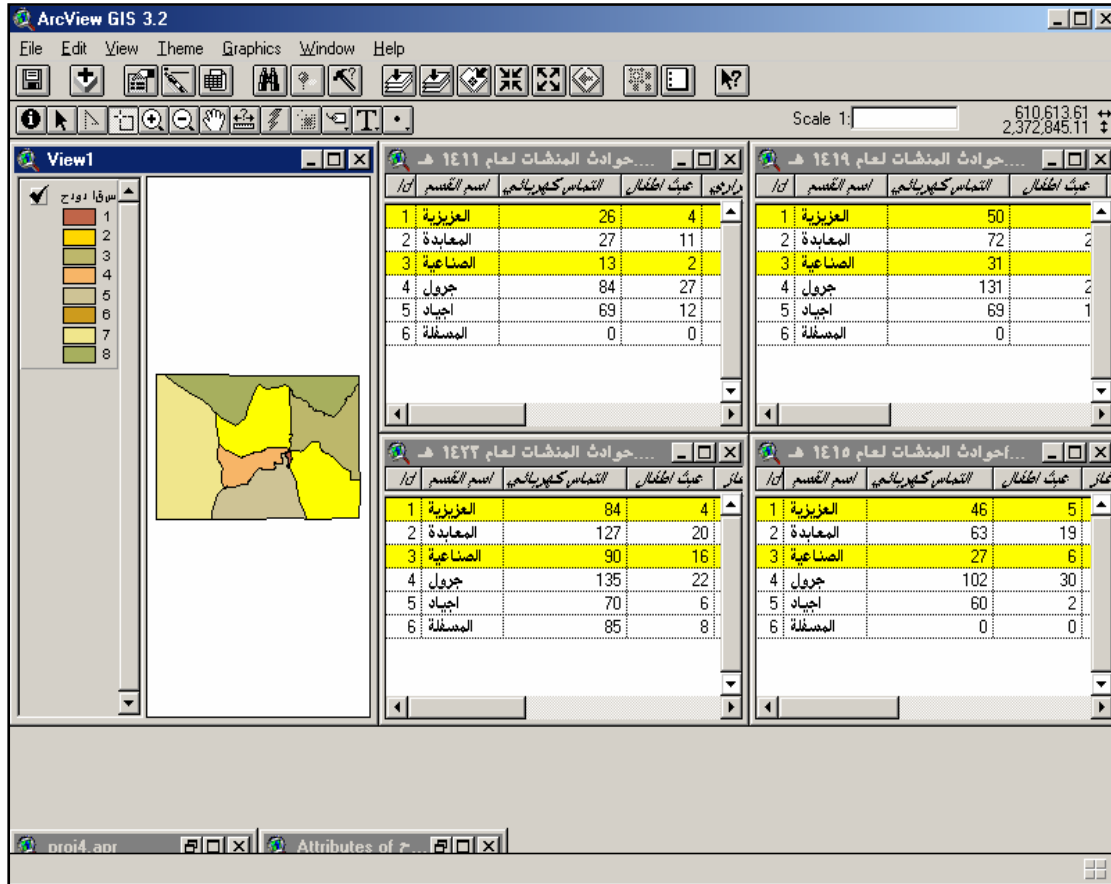 ArcView GIS 3.2
File Edit View Theme Graphics Window Help
Scale 1:
610,613.61
2,372,845.11
View1
1
2
3
4
5
6
7
8
حوادث المنشات لعام ١٤١١ هـ....
Id اسم القسم التماس كهربائي عبث اطفال
1 العزيزية 26 4
2 المعابدة 27 11
3 الصناعية 13 2
4 جرول 84 27
5 اجياد 69 12
6 المسفلة 0 0
حوادث المنشات لعام ١٤١٩ هـ....
Id اسم القسم التماس كهربائي عبث اطفال
1 العزيزية 50
2 المعابدة 72 2
3 الصناعية 31
4 جرول 131 2
5 اجياد 69 1
6 المسفلة 0
حوادث المنشات لعام ١٤٢٣ هـ....
Id اسم القسم التماس كهربائي عبث اطفال
1 العزيزية 84 4
2 المعابدة 127 20
3 الصناعية 90 16
4 جرول 135 22
5 اجياد 70 6
6 المسفلة 85 8
احوادث المنشات لعام ١٤١٥ هـ...
Id اسم القسم التماس كهربائي عبث اطفال
1 العزيزية 46 5
2 المعابدة 63 19
3 الصناعية 27 6
4 جرول 102 30
5 اجياد 60 2
6 المسفلة 0 0
proj4.apr
Attributes of ح...